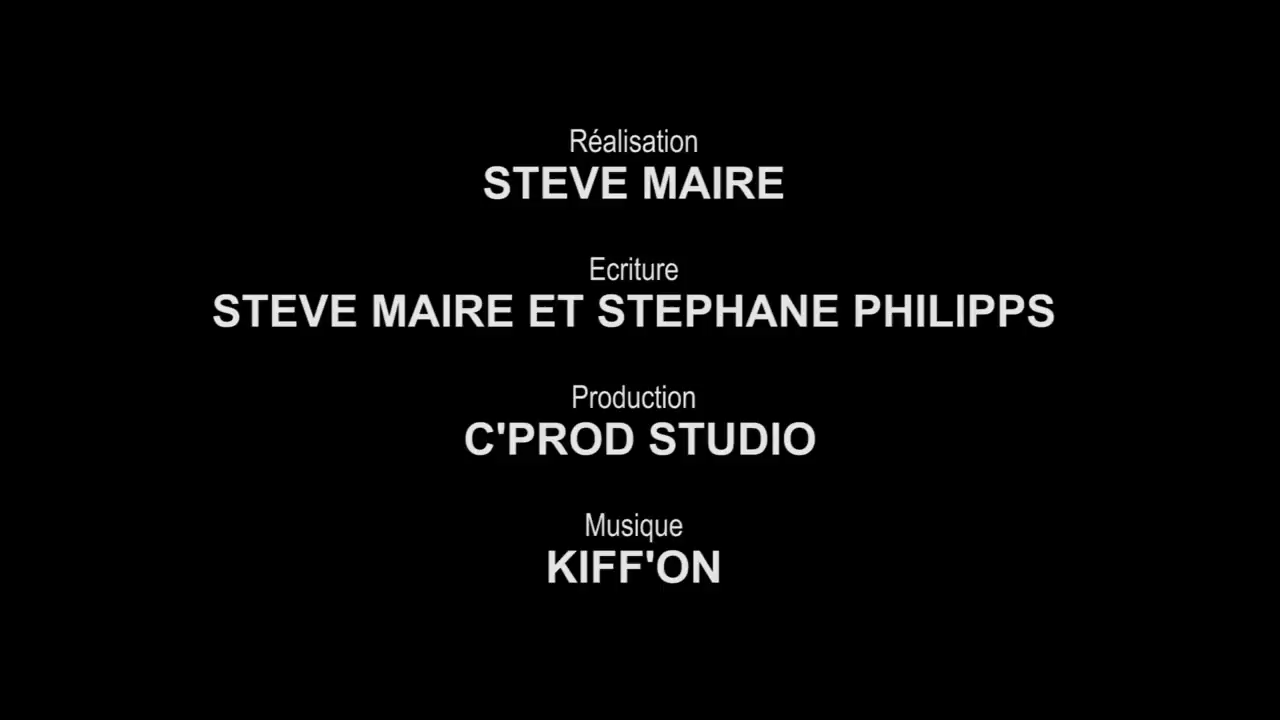 Réalisation
STEVE MAIRE
Ecriture
STEVE MAIRE ET STEPHANE PHILIPPS
Production
C'PROD STUDIO
Musique
KIFF'ON